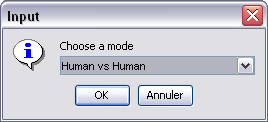 Input
Choose a mode
Human vs Human
OK
Annuler